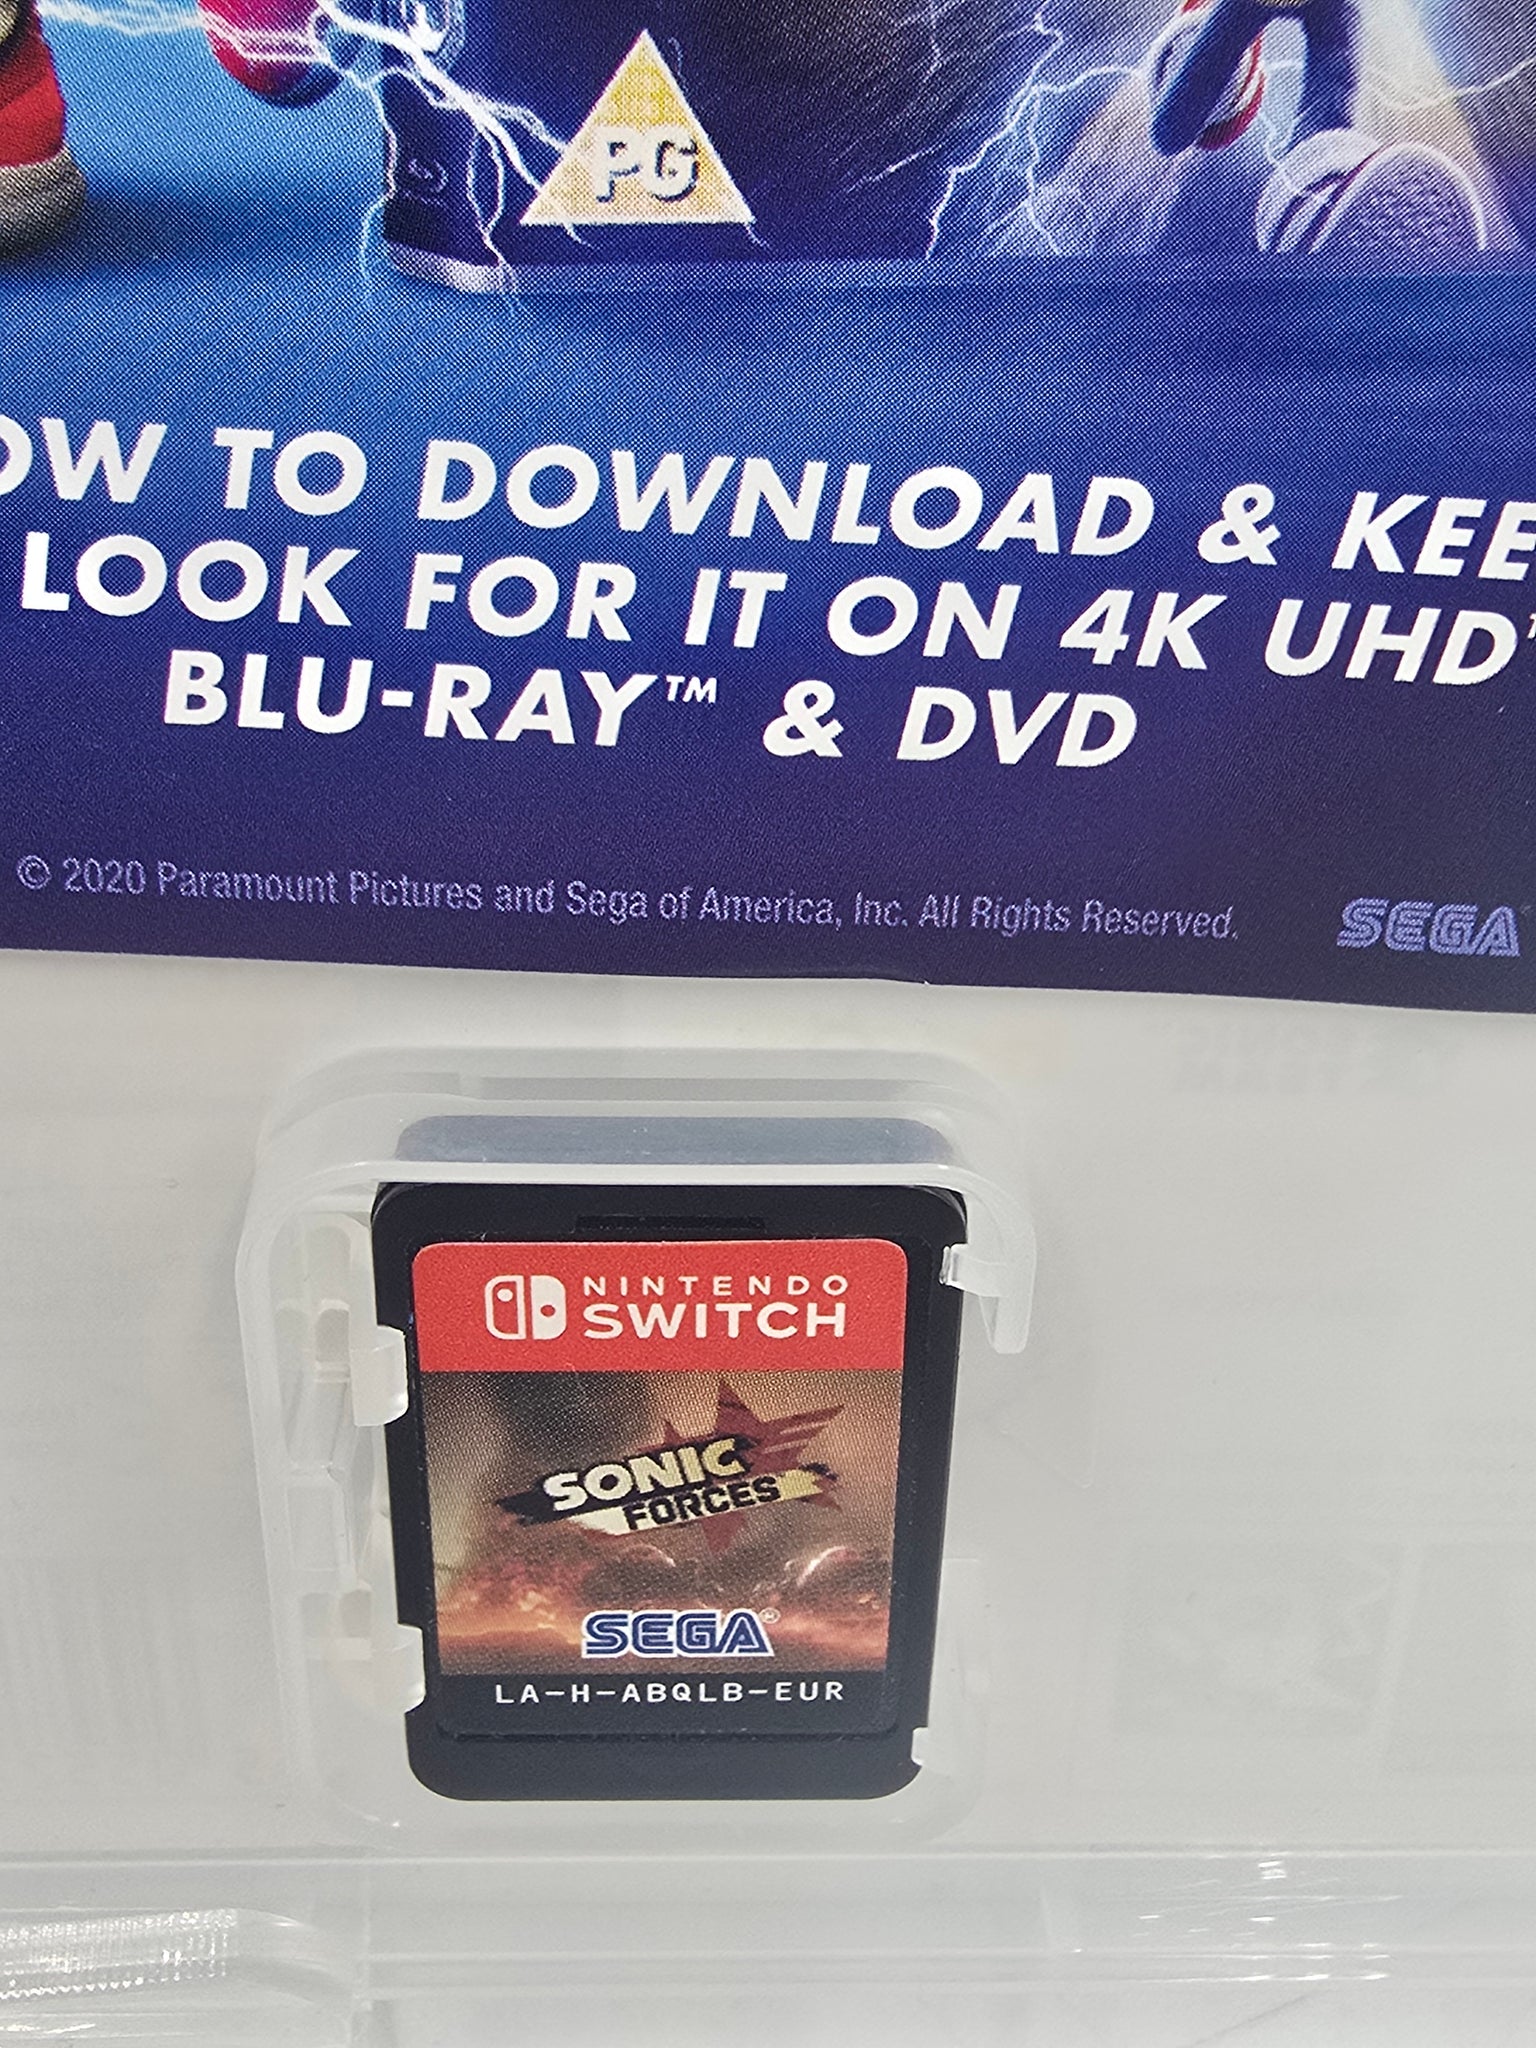 PG
OW TO DOWNLOAD & KEE
LOOK FOR IT ON 4K UHD™
BLU-RAY™ & DVD
© 2020 Paramount Pictures and Sega of America, Inc. All Rights Reserved.
SEGA
NINTENDO
SWITCH
SONIC
FORCES
SEGA®
LA-H-ABQLB-EUR